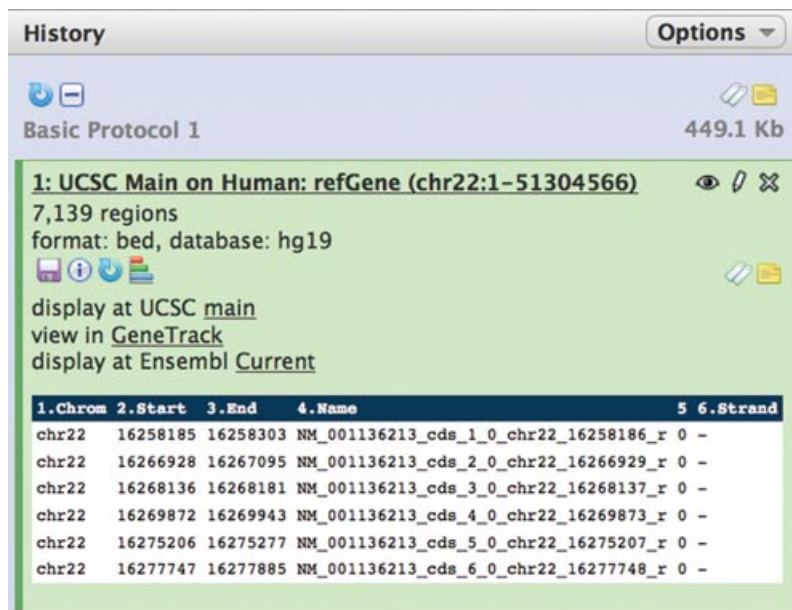 History Options
Basic Protocol 1 449.1 Kb
1: UCSC Main on Human: refGene (chr22:1-51304566)
7,139 regions
format: bed, database: hg19
display at UCSC main
view in GeneTrack
display at Ensembl Current
1.Chrom 2.Start 3.End 4.Name 5 6.Strand
chr22 16258185 16258303 NM_001136213_cds_1_0_chr22_16258186_r 0 -
chr22 16266928 16267095 NM_001136213_cds_2_0_chr22_16266929_r 0 -
chr22 16268136 16268181 NM_001136213_cds_3_0_chr22_16268137_r 0 -
chr22 16269872 16269943 NM_001136213_cds_4_0_chr22_16269873_r 0 -
chr22 16275206 16275277 NM_001136213_cds_5_0_chr22_16275207_r 0 -
chr22 16277747 16277885 NM_001136213_cds_6_0_chr22_16277748_r 0 -